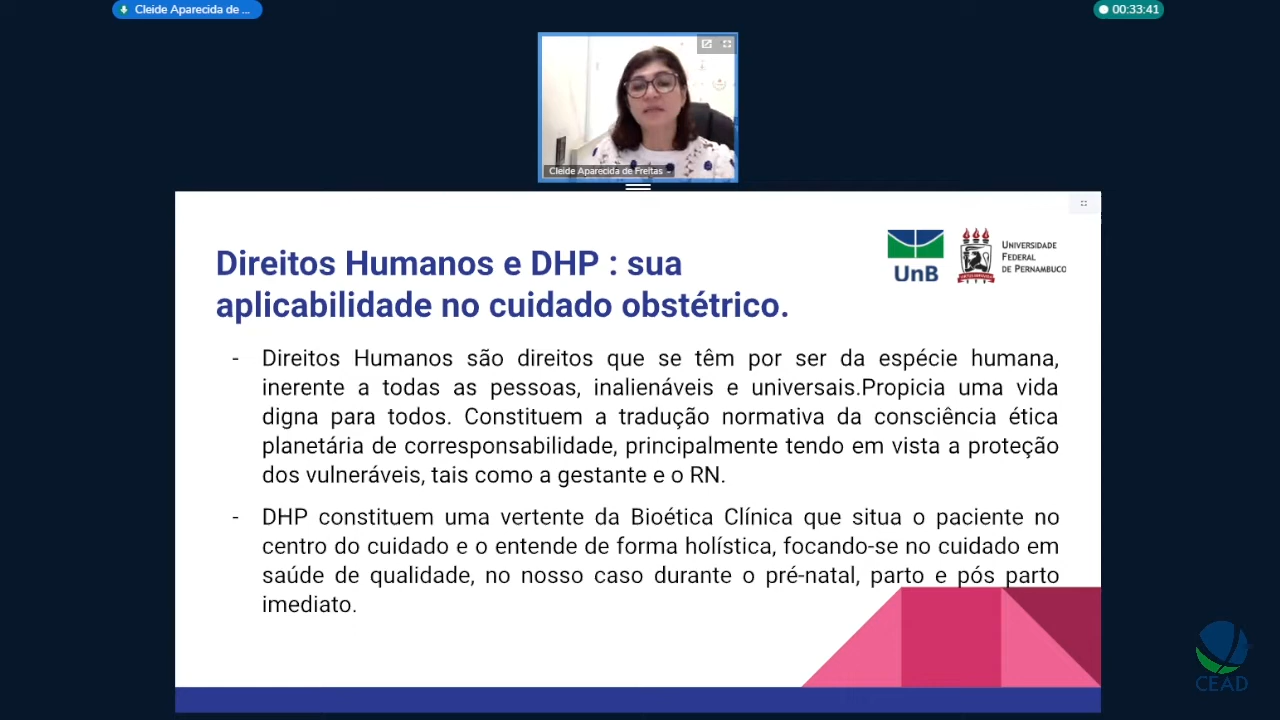 Cleide Aparecida de ...
00:33:41
Cleide Aparecida de Freitas
Direitos Humanos e DHP : sua
aplicabilidade no cuidado obstétrico.
UnB
UNIVERSIDADE
FEDERAL
DE PERNAMBUCO
- Direitos Humanos são direitos que se têm por ser da espécie humana,
inerente a todas as pessoas, inalienáveis e universais.Propicia uma vida
digna para todos. Constituem a tradução normativa da consciência ética
planetária de corresponsabilidade, principalmente tendo em vista a proteção
dos vulneráveis, tais como a gestante e o RN.
- DHP constituem uma vertente da Bioética Clínica que situa o paciente no
centro do cuidado e o entende de forma holística, focando-se no cuidado em
saúde de qualidade, no nosso caso durante o pré-natal, parto e pós parto
imediato.
CEAD